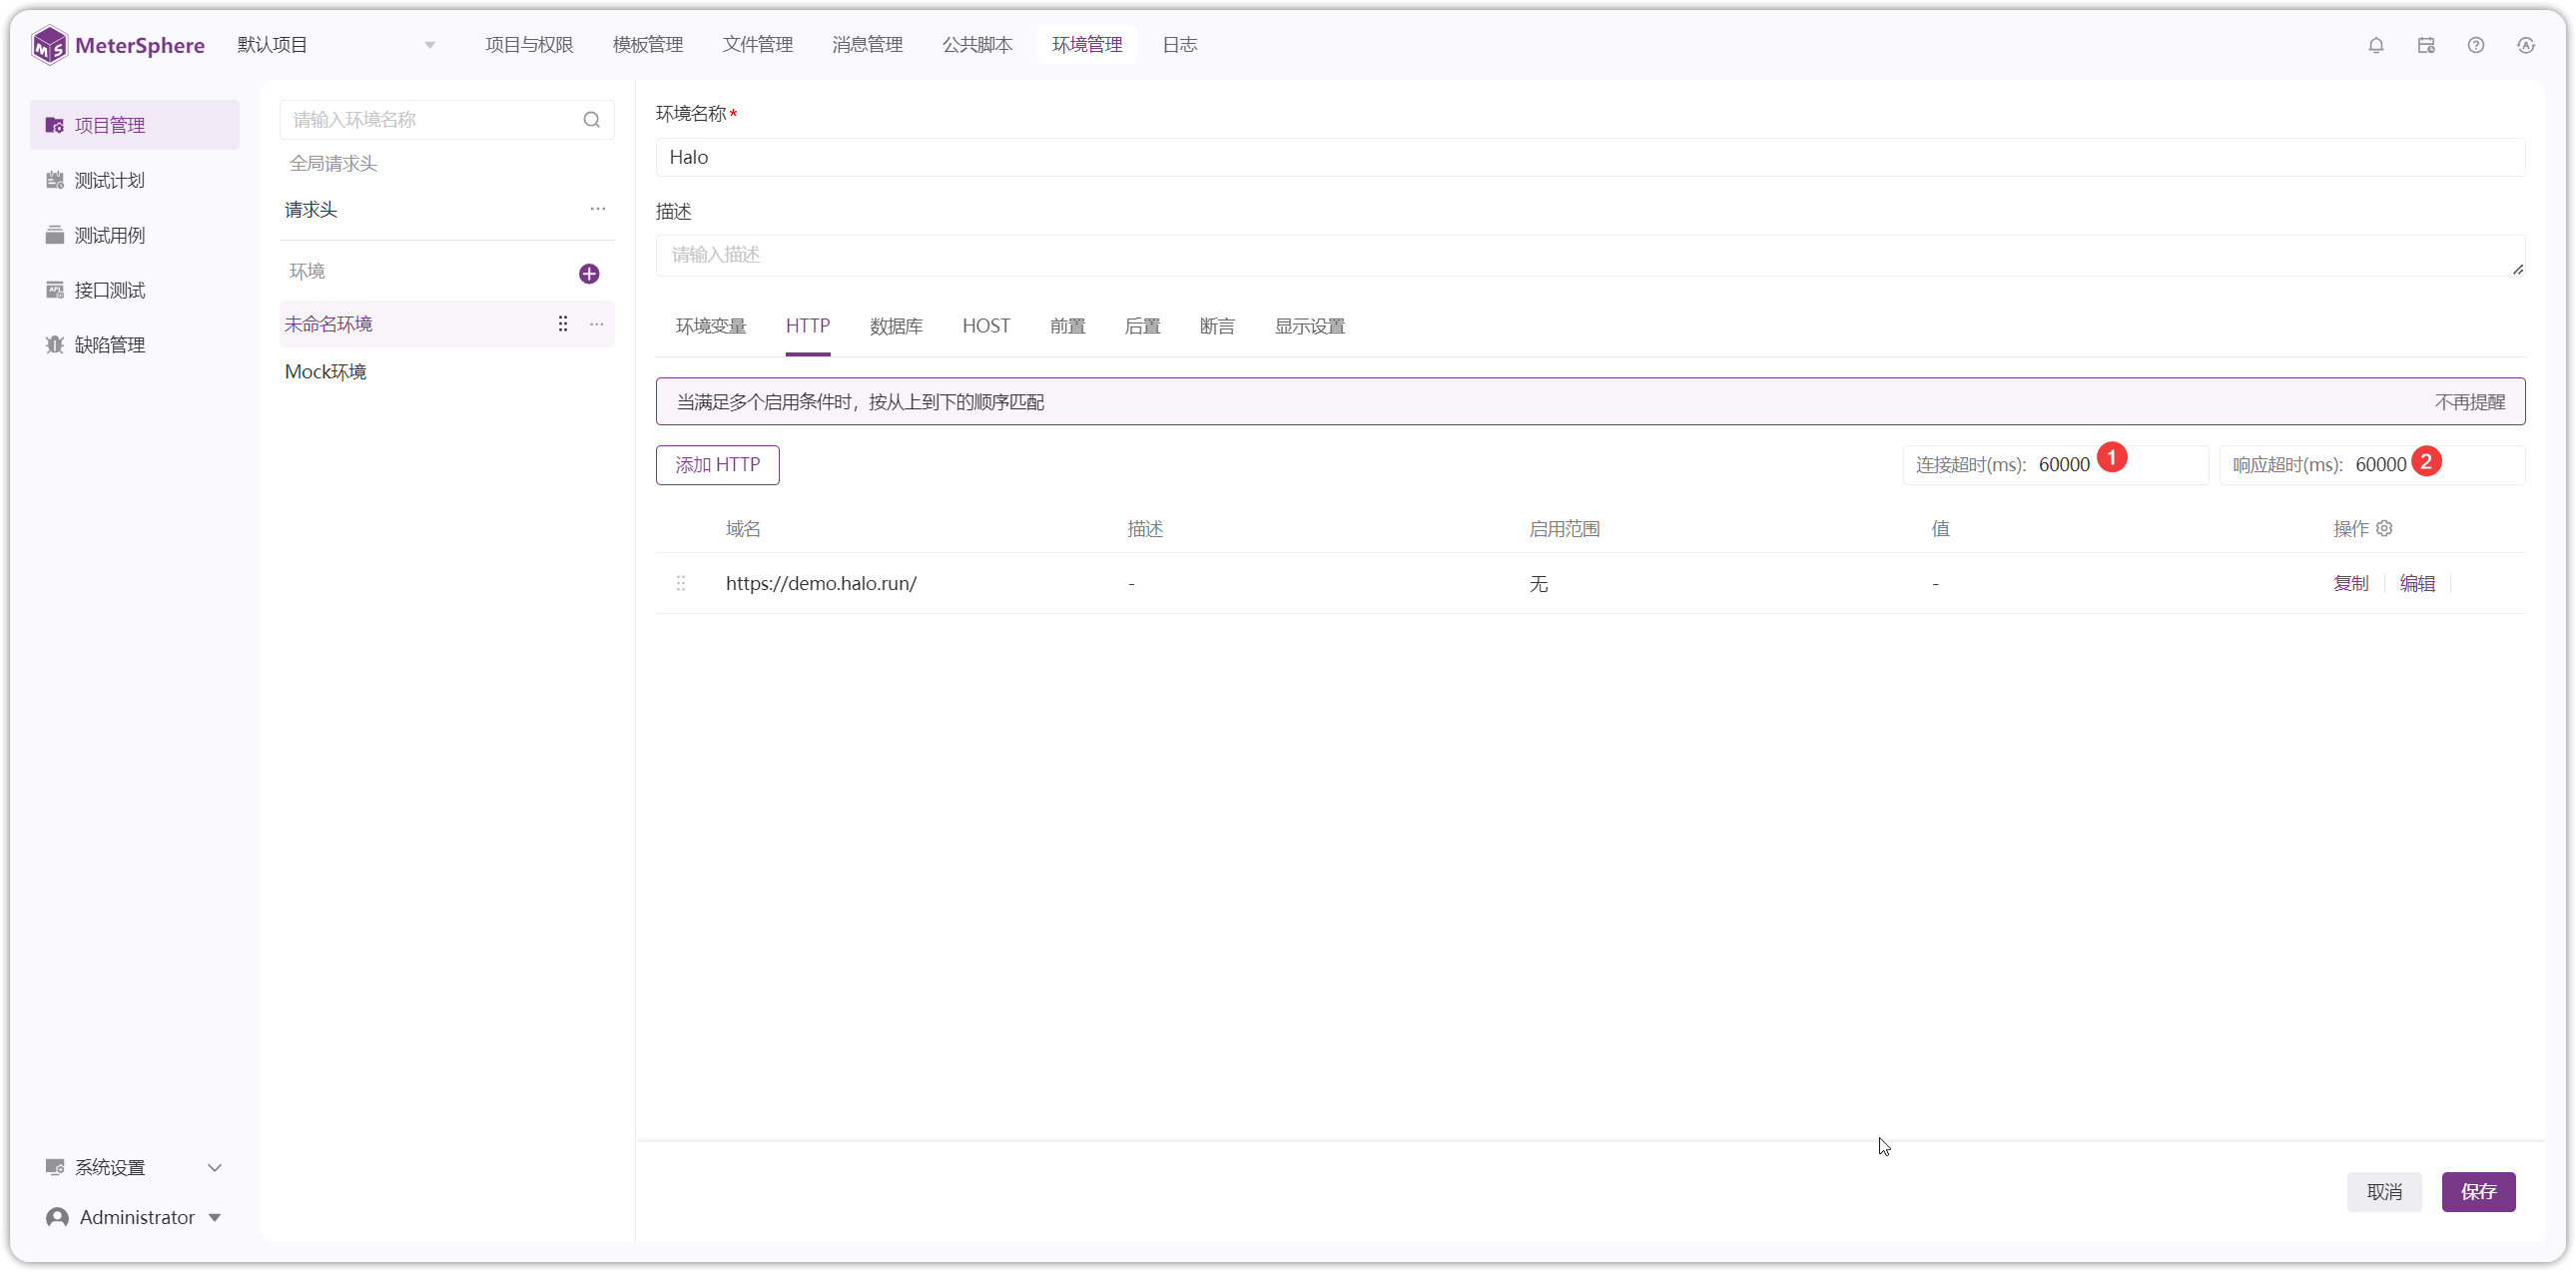 MeterSphere 默认项目 项目与权限 模板管理 文件管理 消息管理 公共脚本 环境管理 日志
项目管理
测试计划
测试用例
接口测试
缺陷管理
系统设置
Administrator
请输入环境名称
全局请求头
请求头
环境
未命名环境
Mock环境
环境名称*
Halo
描述
请输入描述
环境变量 HTTP 数据库 HOST 前置 后置 断言 显示设置
当满足多个启用条件时，按从上到下的顺序匹配 不再提醒
添加 HTTP 连接超时(ms): 60000 1 响应超时(ms): 60000 2
域名 描述 启用范围 值 操作
https://demo.halo.run/ - 无 - 复制 编辑
取消 保存